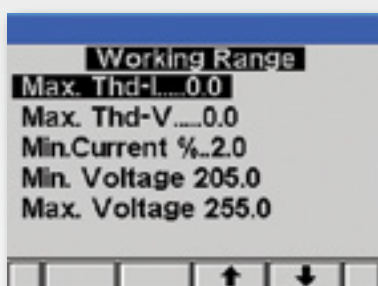 Working Range
Max. Thd-I.....0.0
Max. Thd-V.....0.0
Min.Current %..2.0
Min. Voltage 205.0
Max. Voltage 255.0